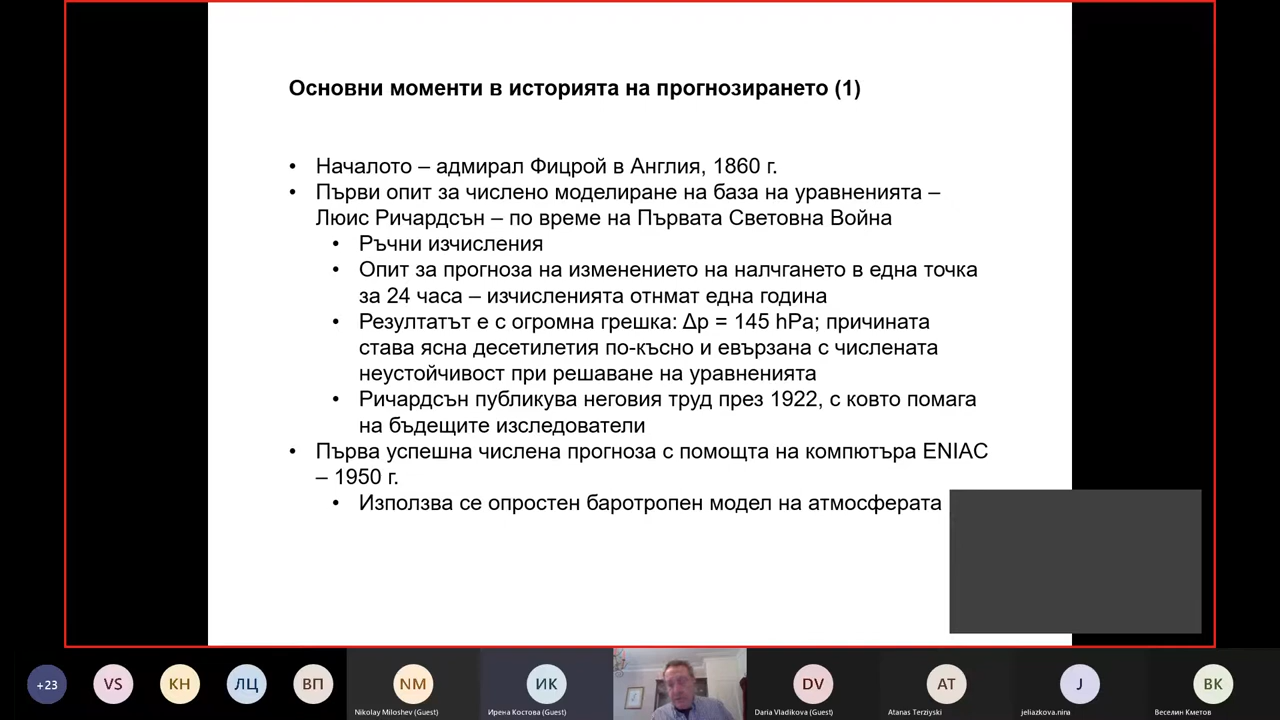 Основни моменти в историята на прогнозирането (1)
• Началото – адмирал Фицрой в Англия, 1860 г.
• Първи опит за числено моделиране на база на уравненията –
Люис Ричардсън – по време на Първата Световна Война
• Ръчни изчисления
• Опит за прогноза на изменението на налчгането в една точка
за 24 часа – изчисленията отнмат една година
• Резултатът е с огромна грешка: Δp = 145 hPa; причината
става ясна десетилетия по-късно и евързана с числената
неустойчивост при решаване на уравненията
• Ричардсън публикува неговия труд през 1922, с ковто помага
на бъдещите изследователи
• Първа успешна числена прогноза с помощта на компютъра ENIAC
– 1950 г.
• Използва се опростен баротропен модел на атмосферата
+23 VS КН ЛЦ ВП NM ИК DV AT J ВК
Nikolay Miloshev (Guest) Ирена Костова (Guest) Daria Vladikova (Guest) Atanas Terziyski jeliazkova.nina Веселин Кметов